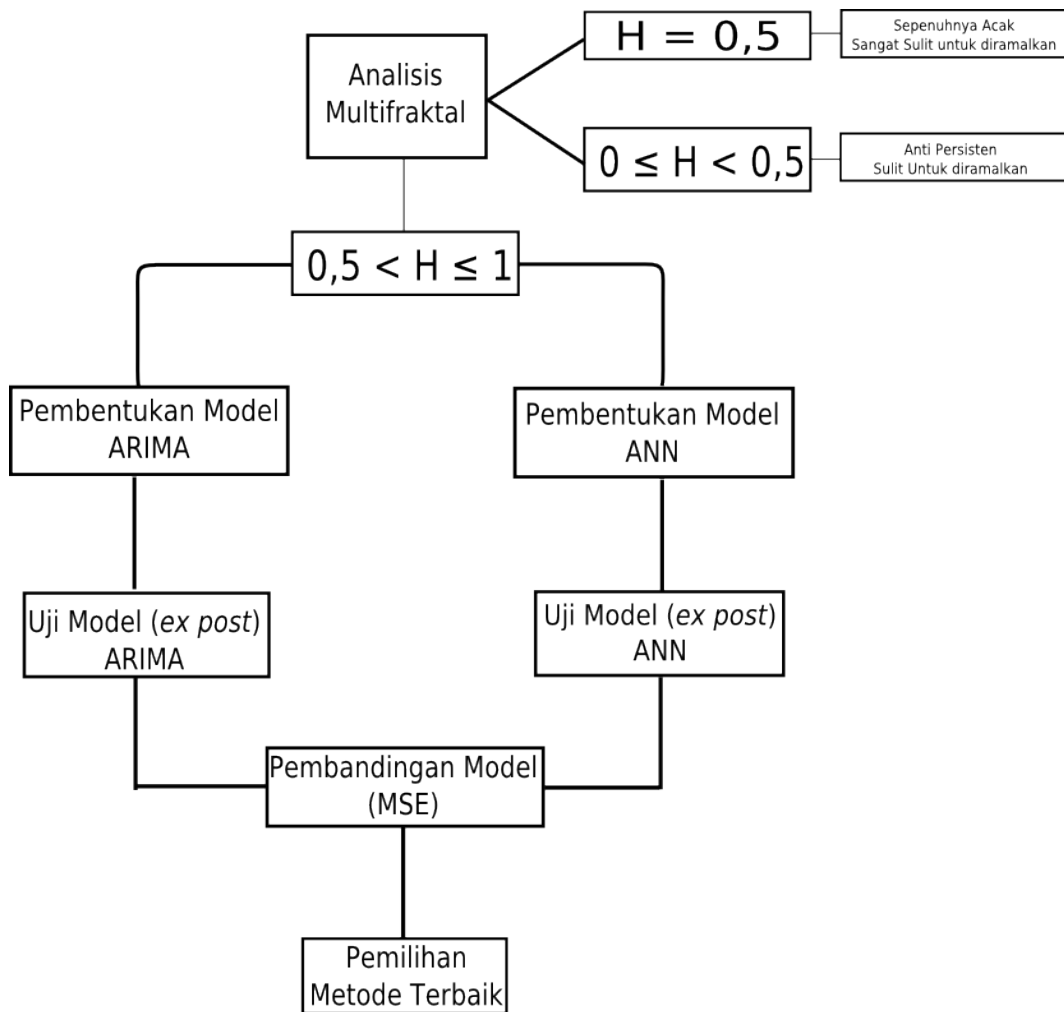 Analisis
Multifraktal
H = 0,5
Sepenuhnya Acak
Sangat Sulit untuk diramalkan
0 ≤ H < 0,5
Anti Persisten
Sulit Untuk diramalkan
0,5 < H ≤ 1
Pembentukan Model
ARIMA
Pembentukan Model
ANN
Uji Model (ex post)
ARIMA
Uji Model (ex post)
ANN
Pembandingan Model
(MSE)
Pemilihan
Metode Terbaik